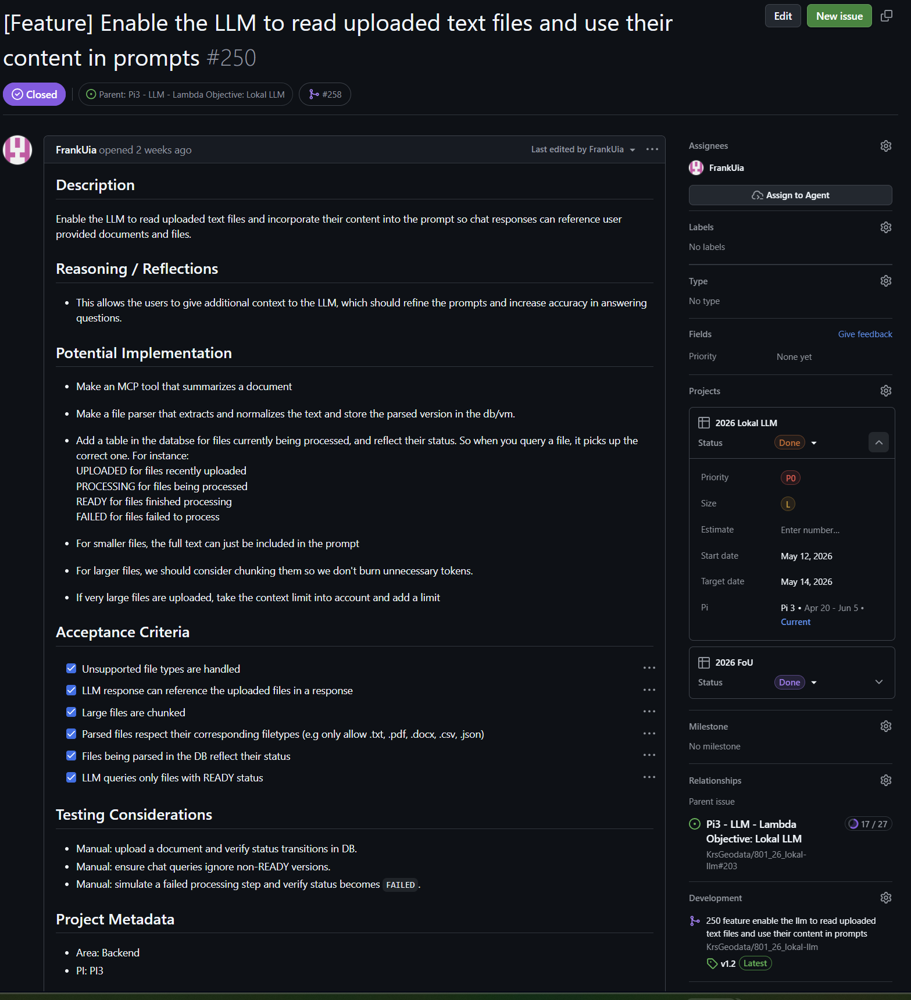 [Feature] Enable the LLM to read uploaded text files and use their
content in prompts #250
Edit
New issue
Closed
Parent: Pi3 - LLM - Lambda Objective: Lokal LLM
#258
FrankUia opened 2 weeks ago
Last edited by FrankUia
Description
Enable the LLM to read uploaded text files and incorporate their content into the prompt so chat responses can reference user
provided documents and files.
Reasoning / Reflections
• This allows the users to give additional context to the LLM, which should refine the prompts and increase accuracy in answering
questions.
Potential Implementation
• Make an MCP tool that summarizes a document
• Make a file parser that extracts and normalizes the text and store the parsed version in the db/vm.
• Add a table in the databse for files currently being processed, and reflect their status. So when you query a file, it picks up the
correct one. For instance:
UPLOADED for files recently uploaded
PROCESSING for files being processed
READY for files finished processing
FAILED for files failed to process
• For smaller files, the full text can just be included in the prompt
• For larger files, we should consider chunking them so we don't burn unnecessary tokens.
• If very large files are uploaded, take the context limit into account and add a limit
Acceptance Criteria
Unsupported file types are handled
LLM response can reference the uploaded files in a response
Large files are chunked
Parsed files respect their corresponding filetypes (e.g only allow .txt, .pdf, .docx, .csv, .json)
Files being parsed in the DB reflect their status
LLM queries only files with READY status
Testing Considerations
• Manual: upload a document and verify status transitions in DB.
• Manual: ensure chat queries ignore non-READY versions.
• Manual: simulate a failed processing step and verify status becomes FAILED.
Project Metadata
• Area: Backend
• PI: PI3
Assignees
FrankUia
Assign to Agent
Labels
No labels
Type
No type
Fields
Give feedback
Priority
None yet
Projects
2026 Lokal LLM
Status
Done
Priority
P0
Size
L
Estimate
Enter number...
Start date
May 12, 2026
Target date
May 14, 2026
Pi
Pi 3 • Apr 20 - Jun 5 •
Current
2026 FoU
Status
Done
Milestone
No milestone
Relationships
Parent issue
Pi3 - LLM - Lambda
Objective: Lokal LLM
17 / 27
KrsGeodata/801_26_lokal-
llm#203
Development
250 feature enable the llm to read uploaded
text files and use their content in prompts
KrsGeodata/801_26_lokal-llm
v1.2
Latest